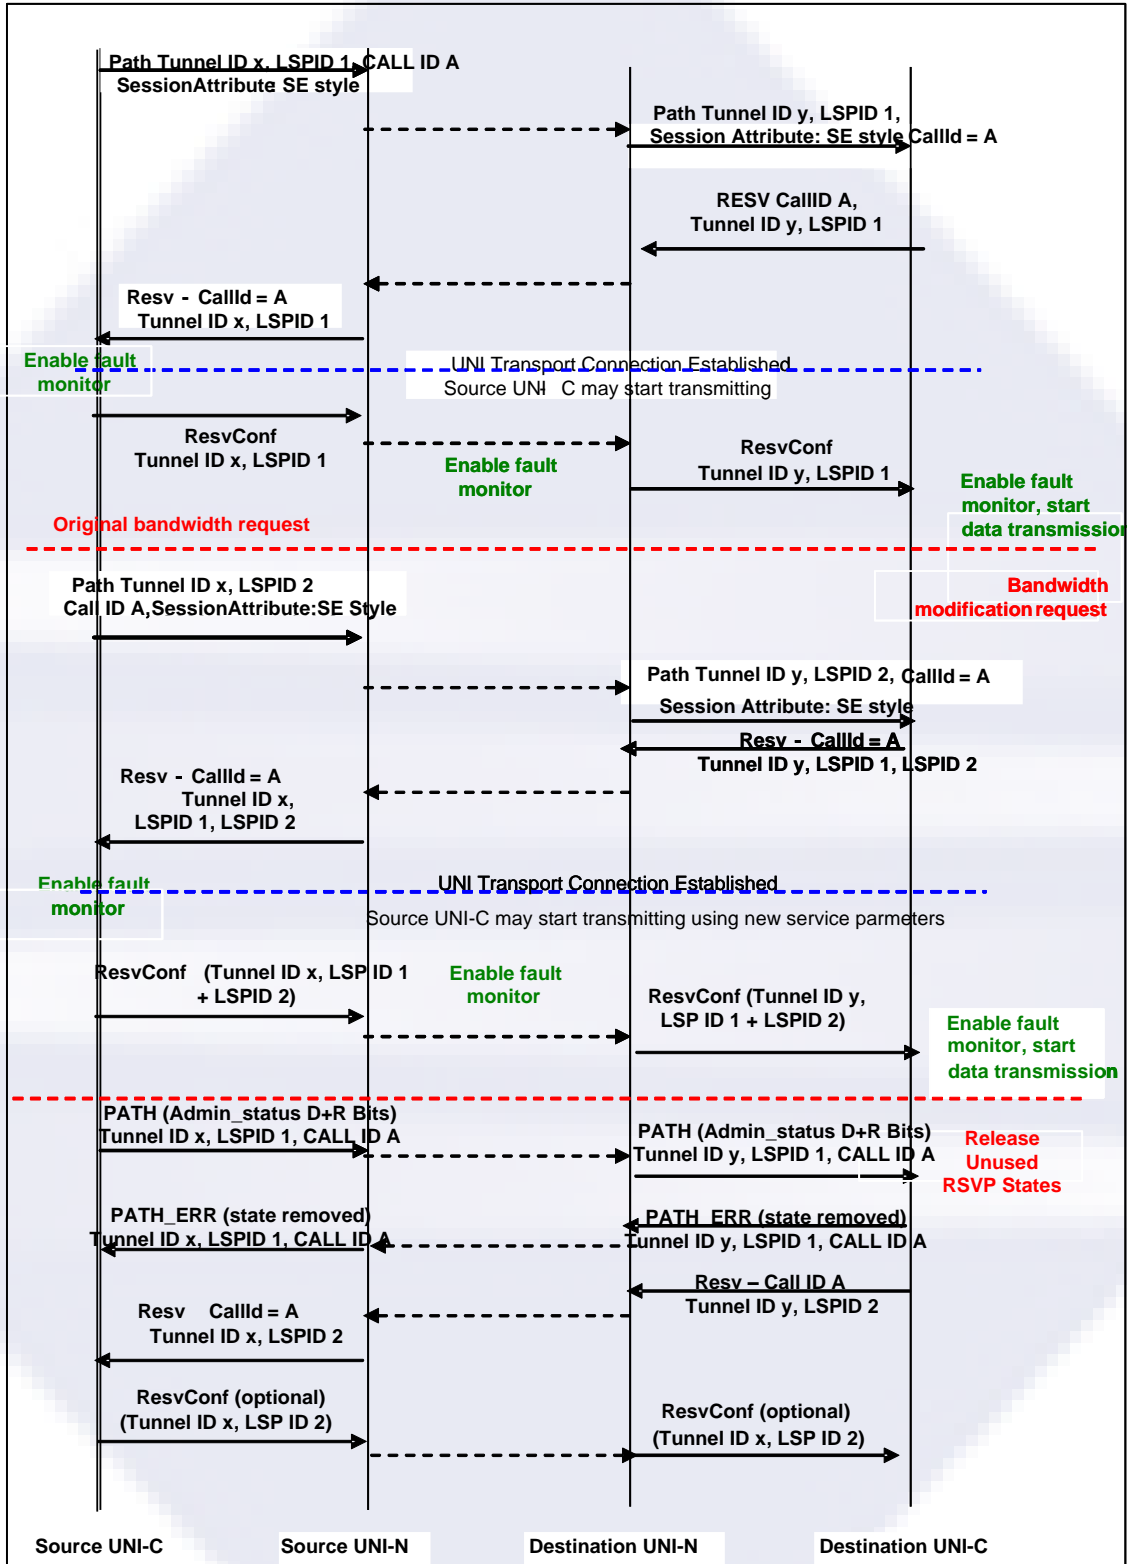 Path Tunnel ID x, LSPID 1, CALL ID A
SessionAttribute: SE style
Path Tunnel ID y, LSPID 1,
Session Attribute: SE style CallId = A
RESV CallID A,
Tunnel ID y, LSPID 1
Resv - CallId = A
Tunnel ID x, LSPID 1
Enable fault
monitor
UNI Transport Connection Established
Source UNI C may start transmitting
ResvConf
Tunnel ID x, LSPID 1
Enable fault
monitor
ResvConf
Tunnel ID y, LSPID 1
Enable fault
monitor, start
data transmission
Original bandwidth request
Bandwidth
modification request
Path Tunnel ID x, LSPID 2
Call ID A,SessionAttribute:SE Style
Path Tunnel ID y, LSPID 2, CallId = A
Session Attribute: SE style
Resv - CallId = A
Tunnel ID y, LSPID 1, LSPID 2
Resv - CallId = A
Tunnel ID x,
LSPID 1, LSPID 2
Enable fault
monitor
UNI Transport Connection Established
Source UNI-C may start transmitting using new service parmeters
ResvConf (Tunnel ID x, LSP ID 1
+ LSPID 2)
Enable fault
monitor
ResvConf (Tunnel ID y,
LSP ID 1 + LSPID 2)
Enable fault
monitor, start
data transmission
PATH (Admin_status D+R Bits)
Tunnel ID x, LSPID 1, CALL ID A
PATH (Admin_status D+R Bits)
Tunnel ID y, LSPID 1, CALL ID A
Release
Unused
RSVP States
PATH_ERR (state removed)
Tunnel ID x, LSPID 1, CALL ID A
PATH_ERR (state removed)
Tunnel ID y, LSPID 1, CALL ID A
Resv – Call ID A
Tunnel ID y, LSPID 2
Resv CallId = A
Tunnel ID x, LSPID 2
ResvConf (optional)
(Tunnel ID x, LSP ID 2)
ResvConf (optional)
(Tunnel ID x, LSP ID 2)
Source UNI-C
Source UNI-N
Destination UNI-N
Destination UNI-C